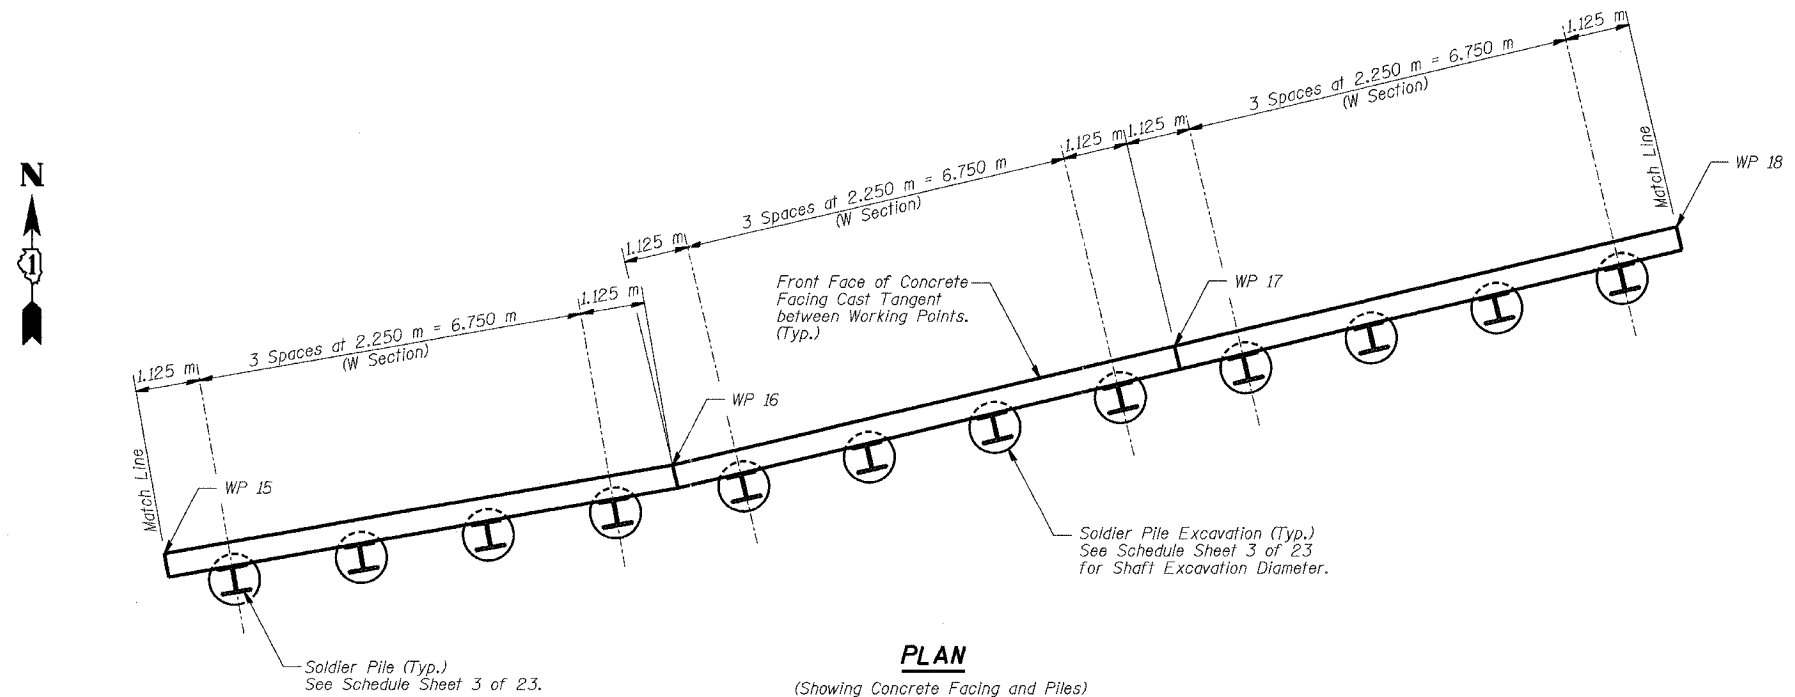 1.125 m
3 Spaces at 2.250 m = 6.750 m
(W Section)
1.125 m
1.125 m
3 Spaces at 2.250 m = 6.750 m
(W Section)
1.125 m
1.125 m
3 Spaces at 2.250 m = 6.750 m
(W Section)
1.125 m
N
1
Match Line
WP 18
Front Face of Concrete
Facing Cast Tangent
between Working Points.
(Typ.)
WP 17
WP 16
Match Line
WP 15
Soldier Pile Excavation (Typ.)
See Schedule Sheet 3 of 23
for Shaft Excavation Diameter.
Soldier Pile (Typ.)
See Schedule Sheet 3 of 23.
PLAN
(Showing Concrete Facing and Piles)